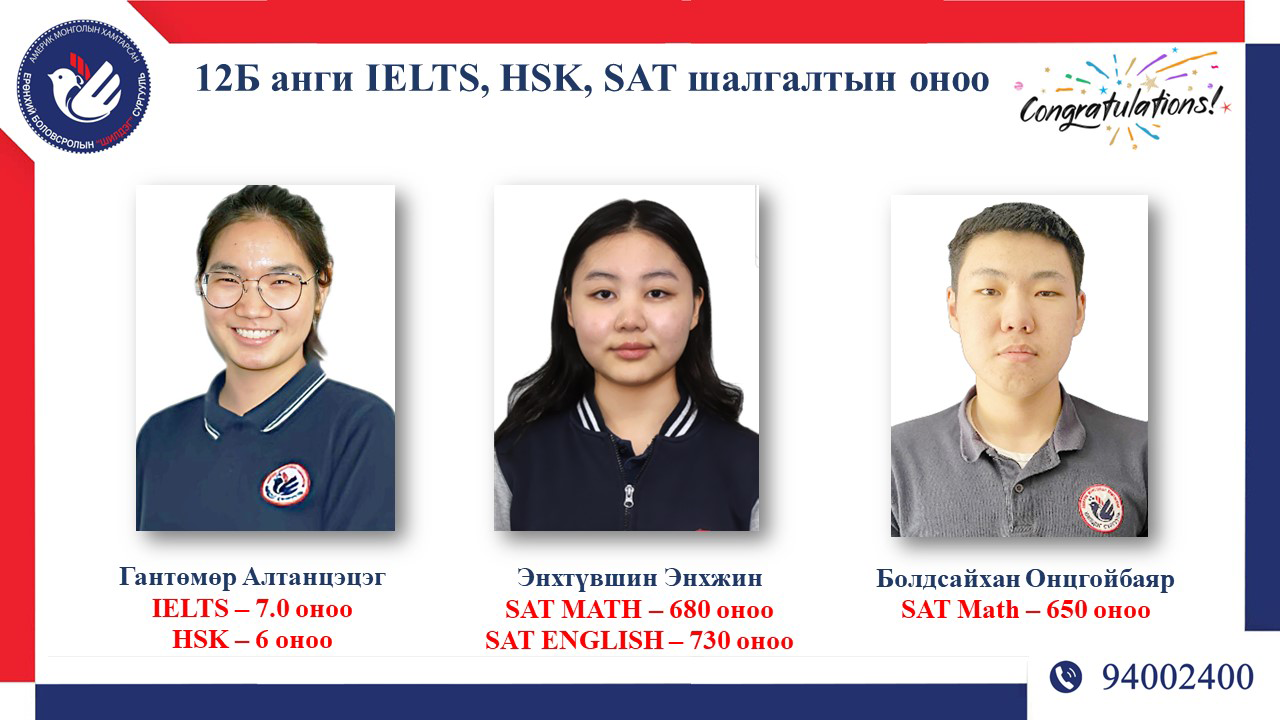 АМЕРИК МОНГОЛЫН ХАМТАРСАН
ЕРӨНХИЙ БОЛОВСРОЛЫН "ШИЛДЭГ" СУРГУУЛЬ
12Б анги IELTS, HSK, SAT шалгалтын оноо
Congratulations!
Гантөмөр Алтанцэцэг
IELTS – 7.0 оноо
HSK – 6 оноо
Энхтүвшин Энхжин
SAT MATH – 680 оноо
SAT ENGLISH – 730 оноо
Болдсайхан Онцгойбаяр
SAT Math – 650 оноо
94002400